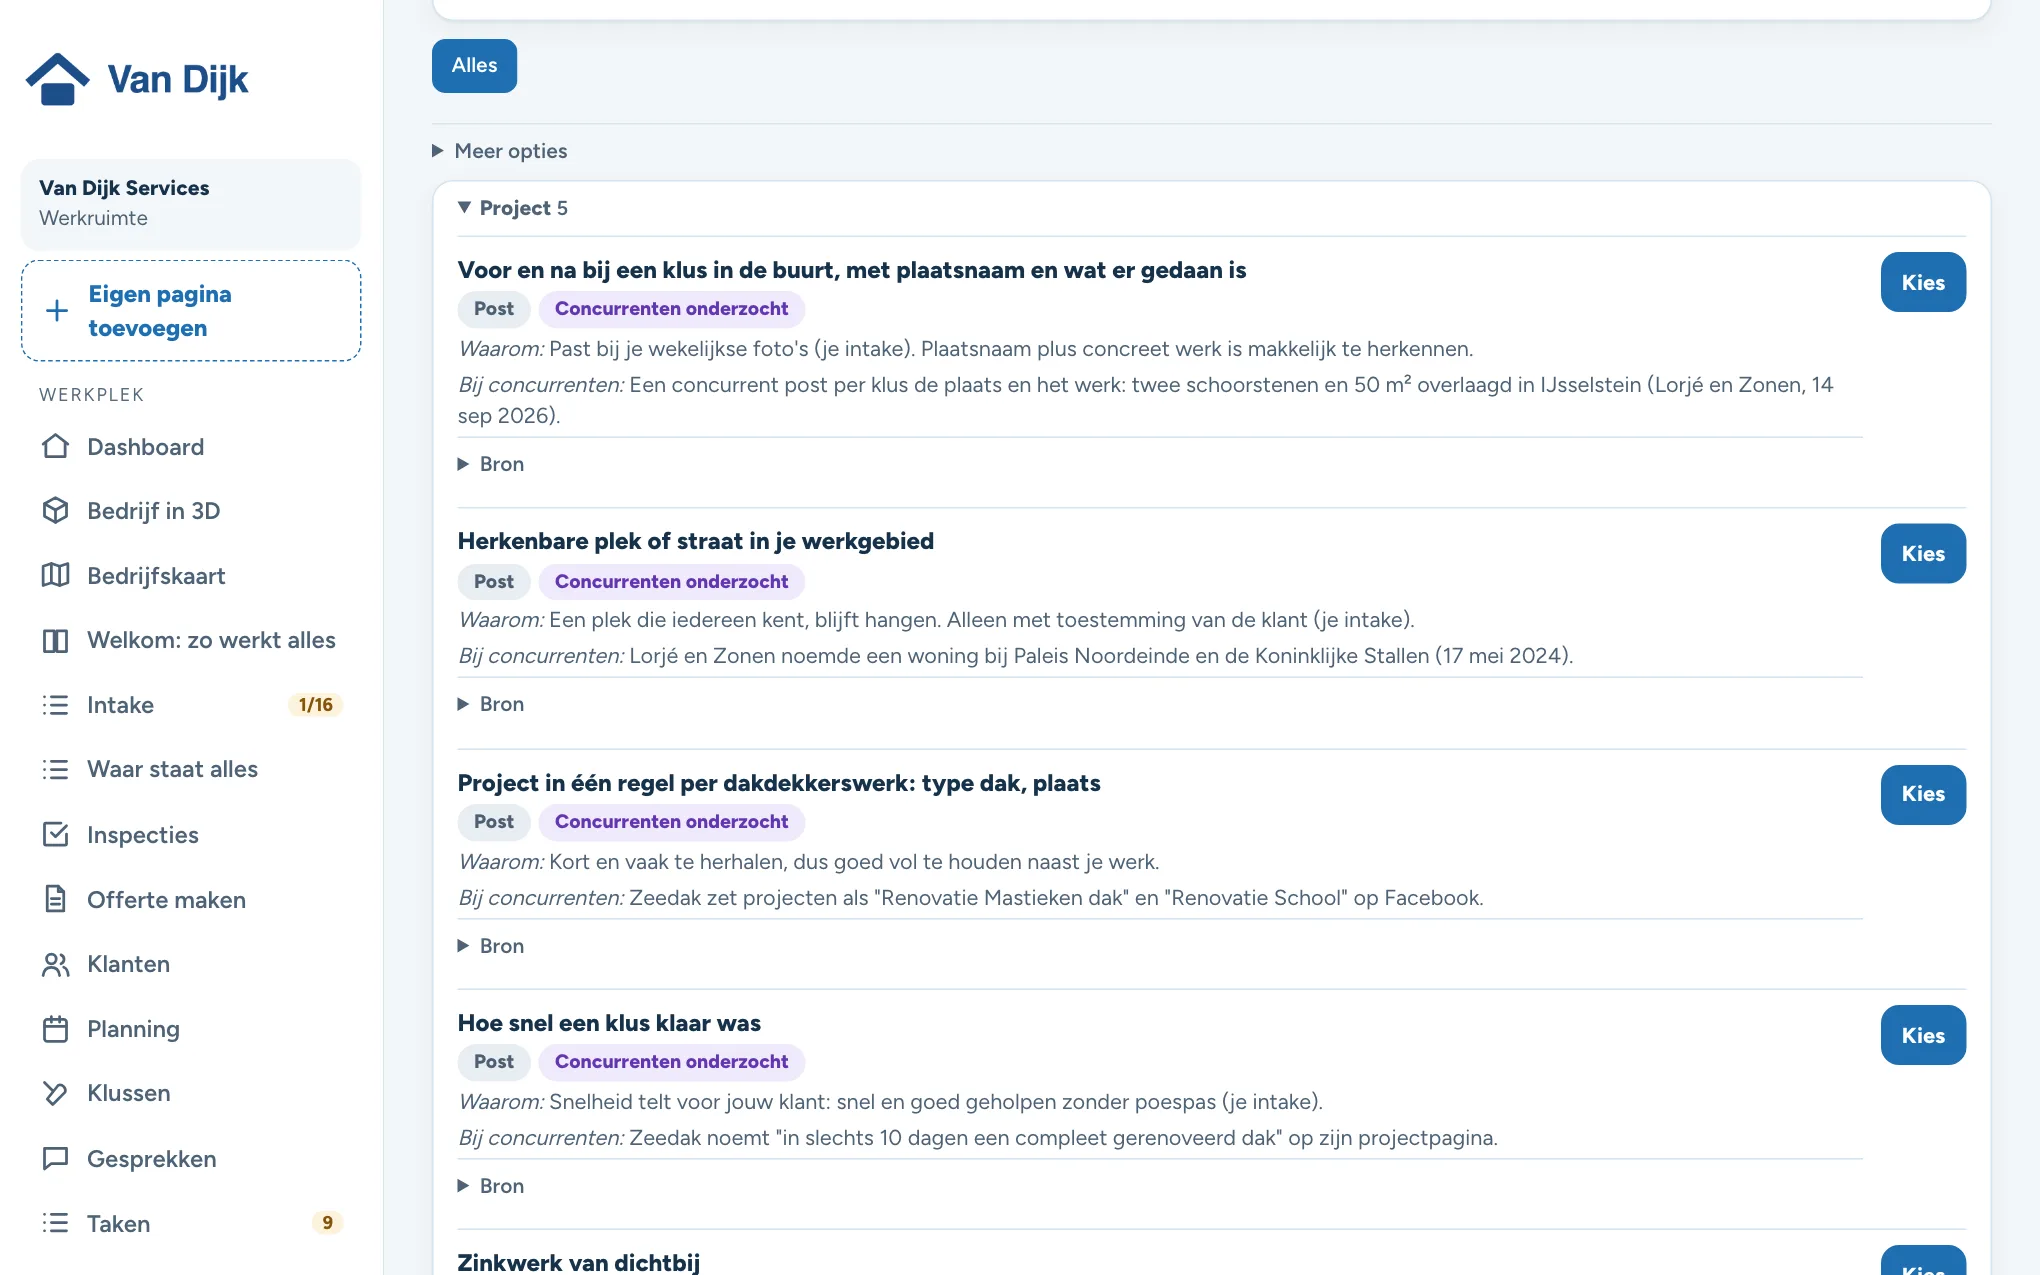 Van Dijk
Van Dijk Services
Werkruimte
Eigen pagina
toevoegen
WERKPLEK
Dashboard
Bedrijf in 3D
Bedrijfskaart
Welkom: zo werkt alles
Intake 1/16
Waar staat alles
Inspecties
Offerte maken
Klanten
Planning
Klussen
Gesprekken
Taken 9
Alles
Meer opties
Project 5
Voor en na bij een klus in de buurt, met plaatsnaam en wat er gedaan is
Kies
Post Concurrenten onderzocht
Waarom: Past bij je wekelijkse foto's (je intake). Plaatsnaam plus concreet werk is makkelijk te herkennen.
Bij concurrenten: Een concurrent post per klus de plaats en het werk: twee schoorstenen en 50 m² overlaagd in IJsselstein (Lorjé en Zonen, 14
sep 2026).
Bron
Herkenbare plek of straat in je werkgebied
Kies
Post Concurrenten onderzocht
Waarom: Een plek die iedereen kent, blijft hangen. Alleen met toestemming van de klant (je intake).
Bij concurrenten: Lorjé en Zonen noemde een woning bij Paleis Noordeinde en de Koninklijke Stallen (17 mei 2024).
Bron
Project in één regel per dakdekkerswerk: type dak, plaats
Kies
Post Concurrenten onderzocht
Waarom: Kort en vaak te herhalen, dus goed vol te houden naast je werk.
Bij concurrenten: Zeedak zet projecten als "Renovatie Mastieken dak" en "Renovatie School" op Facebook.
Bron
Hoe snel een klus klaar was
Kies
Post Concurrenten onderzocht
Waarom: Snelheid telt voor jouw klant: snel en goed geholpen zonder poespas (je intake).
Bij concurrenten: Zeedak noemt "in slechts 10 dagen een compleet gerenoveerd dak" op zijn projectpagina.
Bron
Zinkwerk van dichtbij
Kies